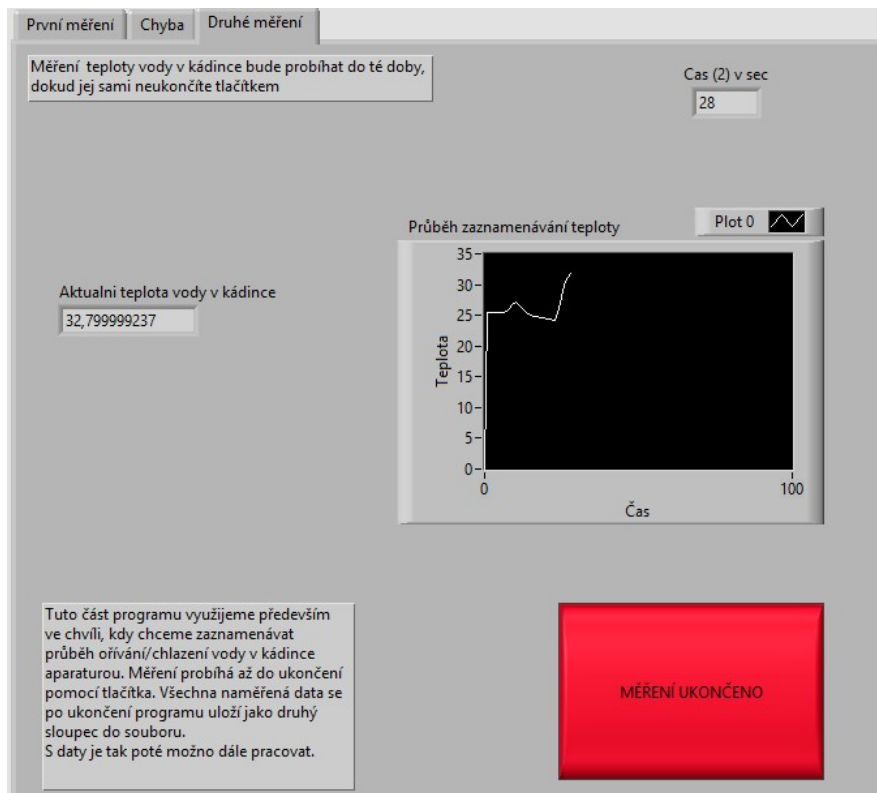 První měření
Chyba
Druhé měření
Měření  teploty vody v kádince bude probíhat do té doby,
dokud jej sami neukončíte tlačítkem
Cas (2) v sec
28
Průběh zaznamenávání teploty
Plot 0
Aktualni teplota vody v kádince
32,799999237
35
30
25
20
15
10
5
0
Teplota
0
100
Čas
Tuto část programu využijeme především
ve chvíli, kdy chceme zaznamenávat
průběh ořívání/chlazení vody v kádince
aparaturou. Měření probíhá až do ukončení
pomocí tlačítka. Všechna naměřená data se
po ukončení programu uloží jako druhý
sloupec do souboru.
S daty je tak poté možno dále pracovat.
MĚŘENÍ UKONČENO